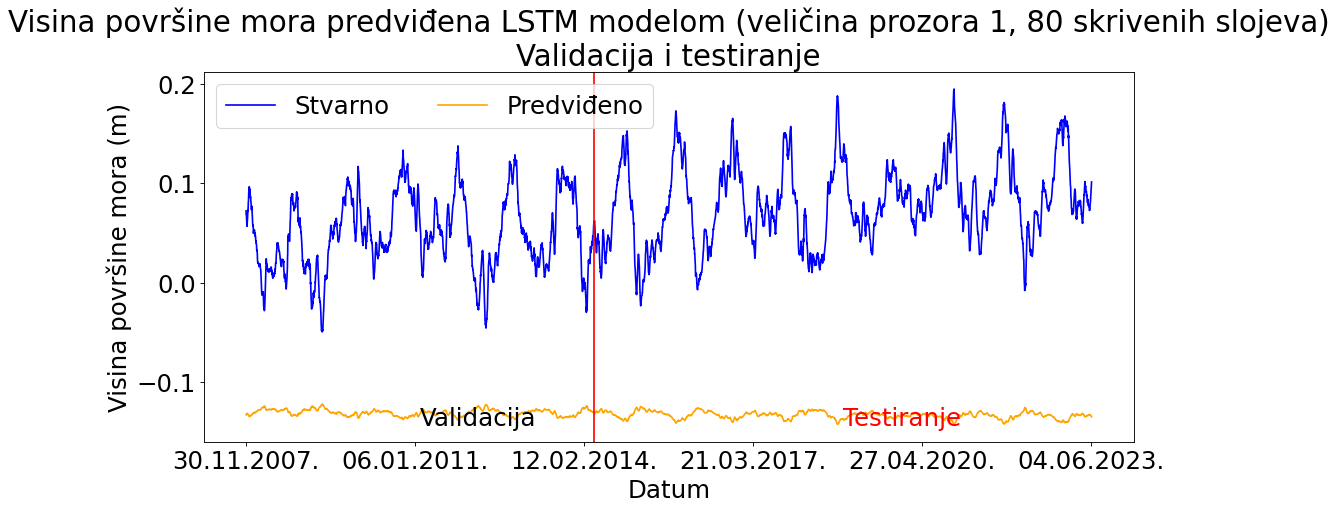 Visina površine mora predviđena LSTM modelom (veličina prozora 1, 80 skrivenih slojeva)
Validacija i testiranje
Stvarno
Predviđeno
Visina površine mora (m)
0.2
0.1
0.0
−0.1
Validacija
Testiranje
30.11.2007.
06.01.2011.
12.02.2014.
21.03.2017.
27.04.2020.
04.06.2023.
Datum